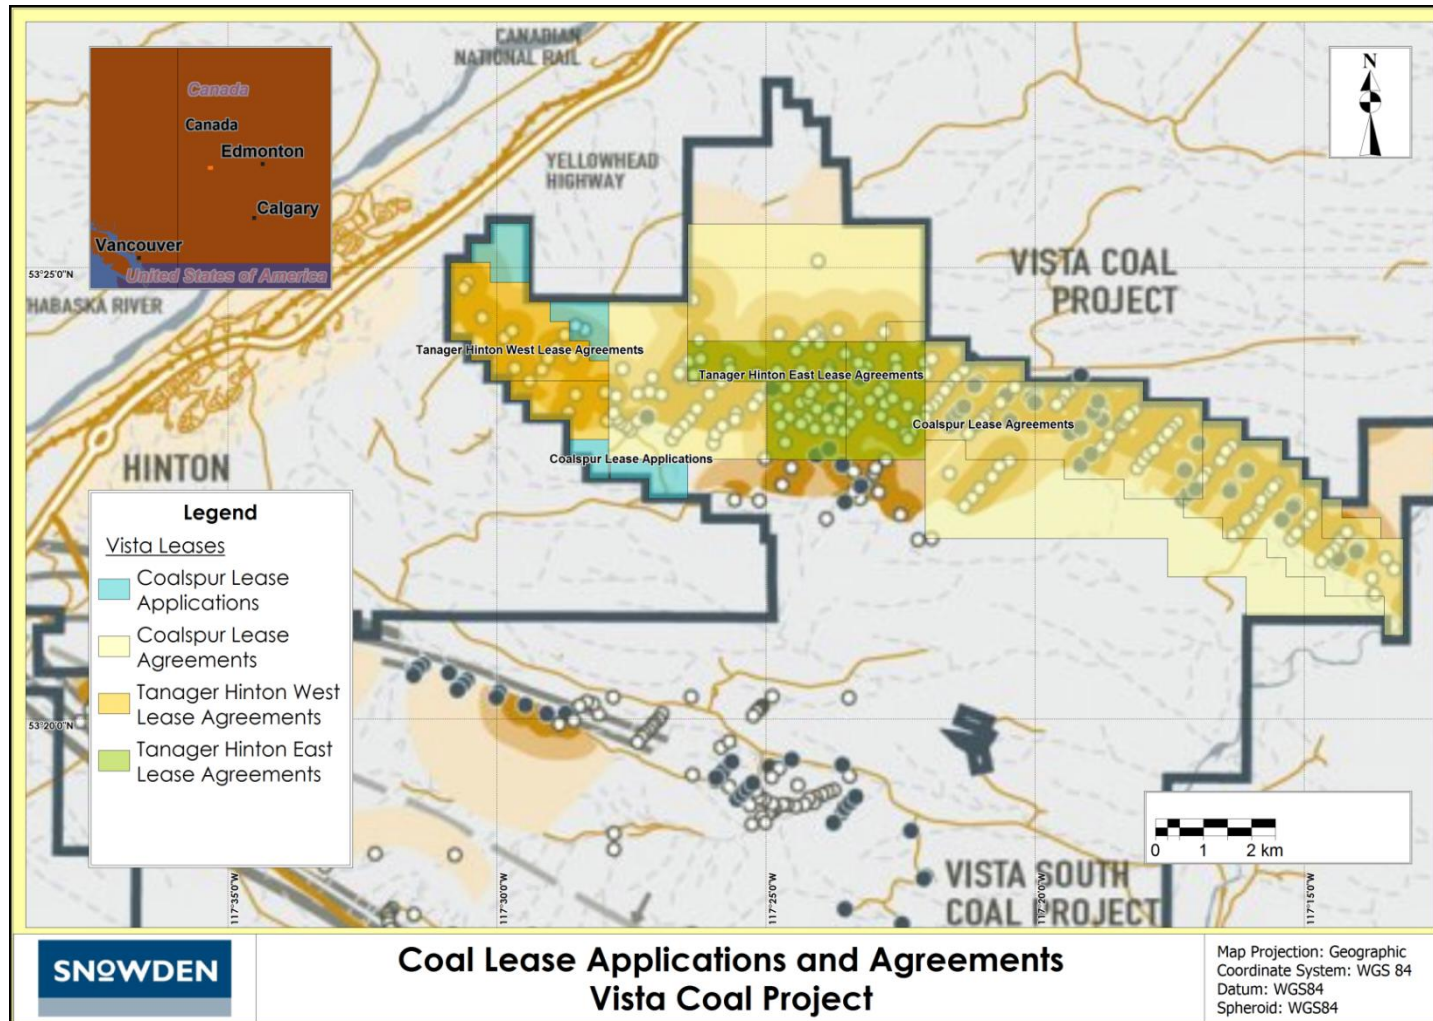 CANADIAN
NATIONAL RAIL
N
Canada
Canada
Edmonton
Calgary
Vancouver
United States of America
YELLOWHEAD
HIGHWAY
53°25'0"N
HABASKA RIVER
VISTA COAL
PROJECT
Tanager Hinton West Lease Agreements
Tanager Hinton East Lease Agreements
Coalspur Lease Agreements
Coalspur Lease Applications
HINTON
Legend
Vista Leases
Coalspur Lease
Applications
Coalspur Lease
Agreements
Tanager Hinton West
Lease Agreements
Tanager Hinton East
Lease Agreements
53°20'0"N
0 1 2 km
VISTA SOUTH
COAL PROJECT
117°35'0"W
117°30'0"W
117°25'0"W
117°20'0"W
117°15'0"W
SNOWDEN
Coal Lease Applications and Agreements
Vista Coal Project
Map Projection: Geographic
Coordinate System: WGS 84
Datum: WGS84
Spheroid: WGS84